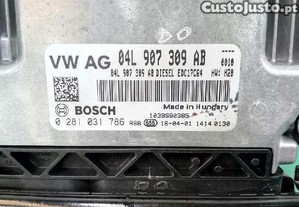 CustoJusto.pt
VW AG 04L 907 309 AB ----
0010
04L 907 309 AB DIESEL EDC17C64 HW: H20
BOSCH
Made in Hungary
1039S80385
0 281 031 786 RBB 16-04-01 1414 0130